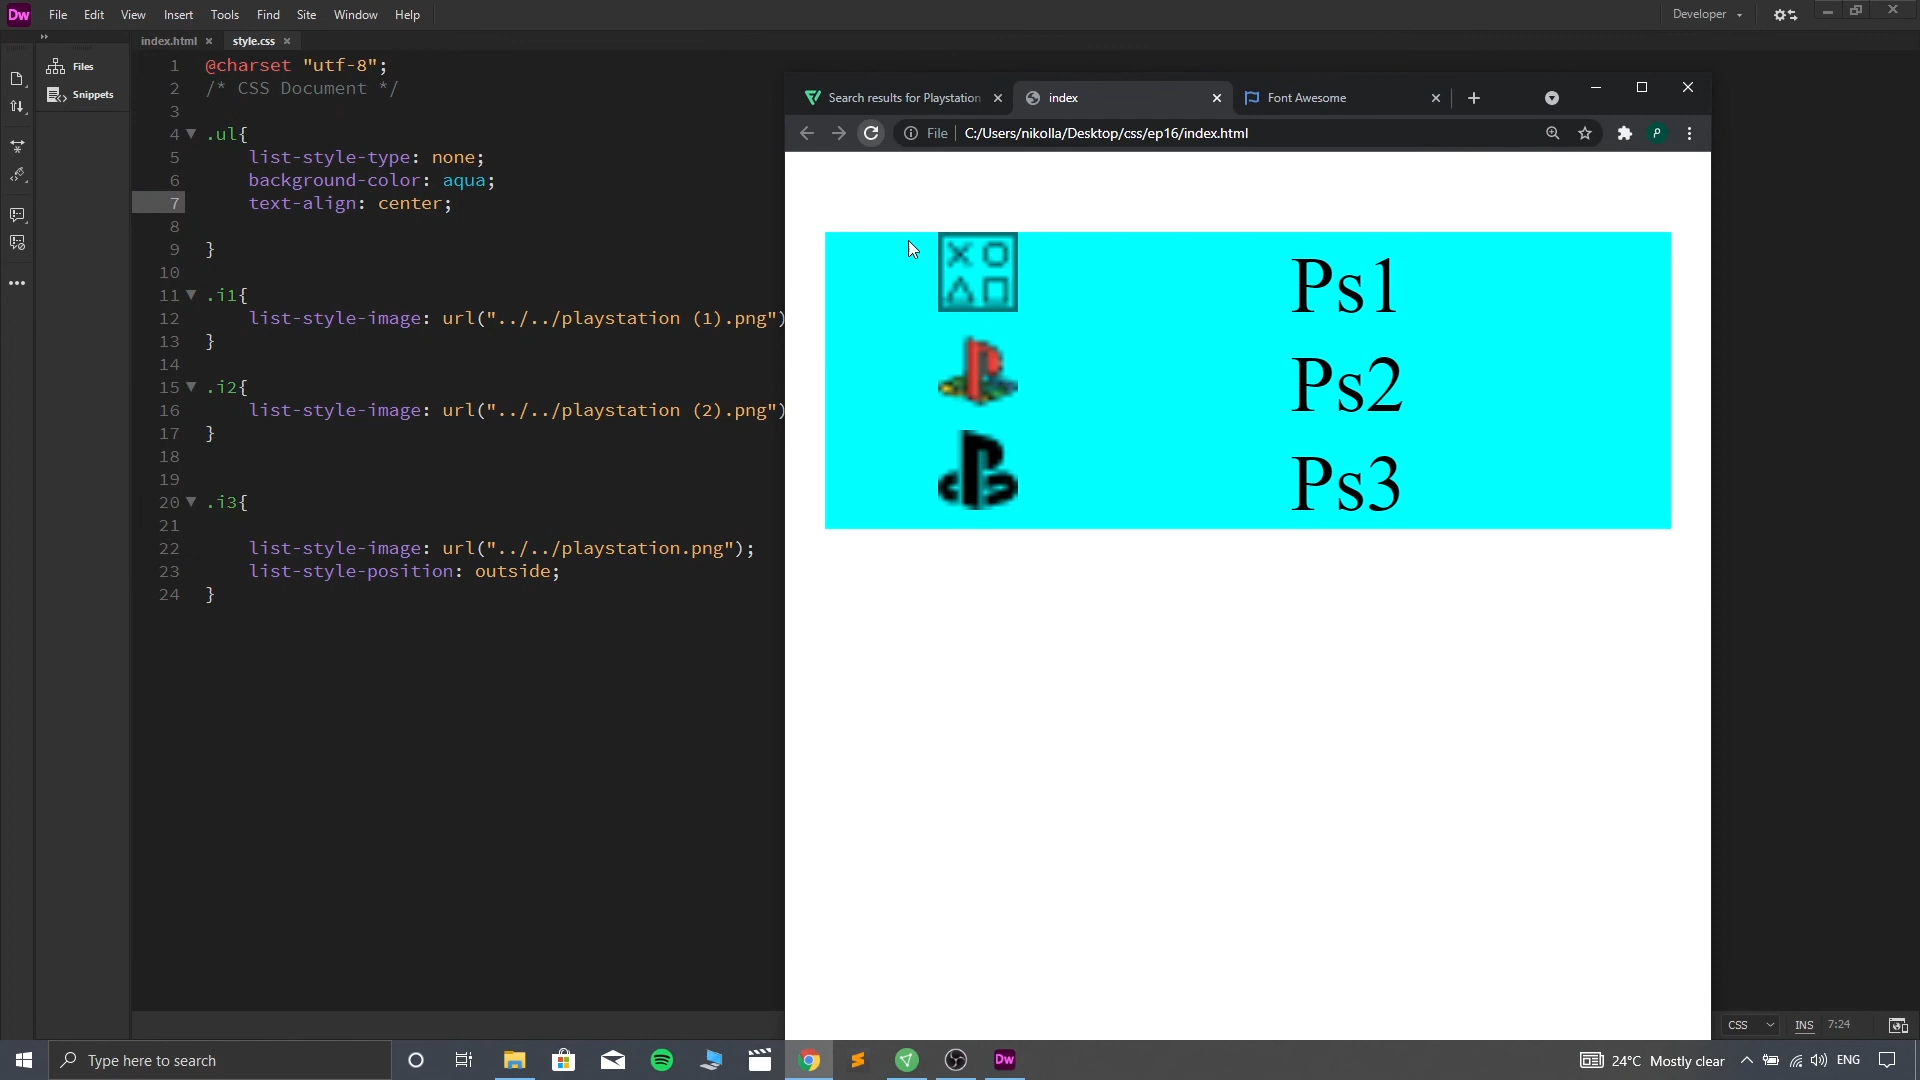 Dw File Edit View Insert Tools Find Site Window Help
Developer
index.html
style.css
Files
Snippets
1 @charset "utf-8";
2 /* CSS Document */
3
4 .ul{
5 list-style-type: none;
6 background-color: aqua;
7 text-align: center;
8
9 }
10
11 .i1{
12 list-style-image: url("../../playstation (1).png")
13 }
14
15 .i2{
16 list-style-image: url("../../playstation (2).png")
17 }
18
19
20 .i3{
21
22 list-style-image: url("../../playstation.png");
23 list-style-position: outside;
24 }
Search results for Playstation
index
Font Awesome
File C:/Users/nikolla/Desktop/css/ep16/index.html
P
Ps1
Ps2
Ps3
CSS INS 7:24
Type here to search
Dw
24°C Mostly clear ENG